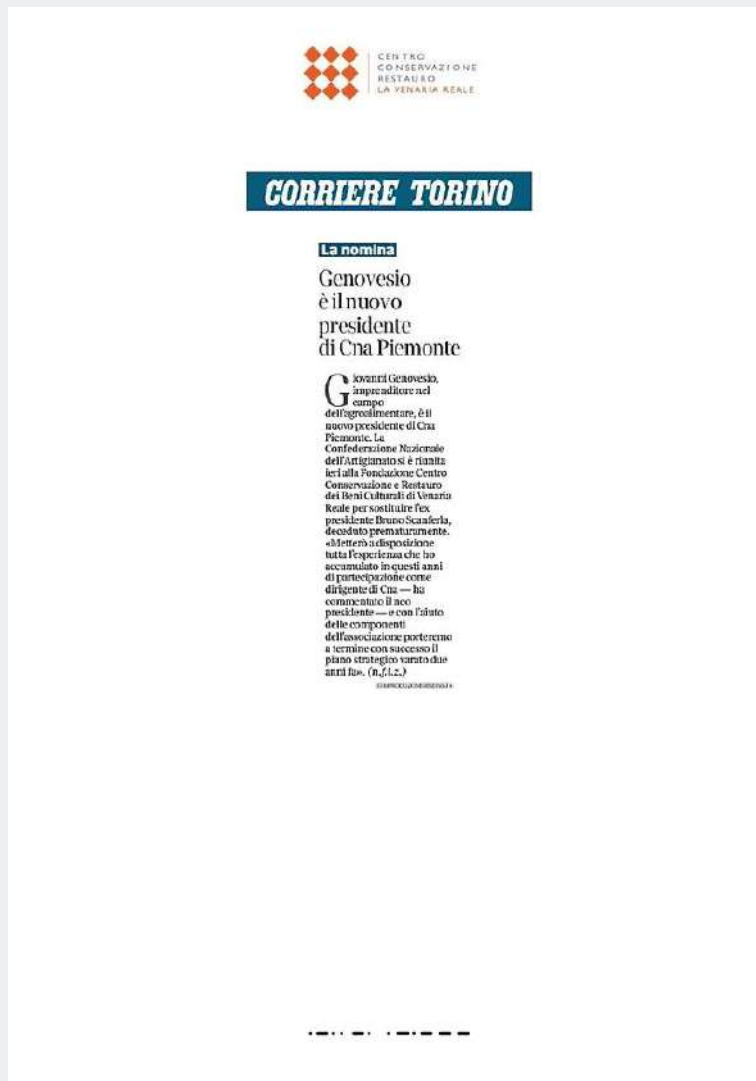 CENTRO
CONSERVAZIONE
RESTAURO
LA VENARIA REALE
CORRIERE TORINO
La nomina
Genovesio
è il nuovo
presidente
di Cna Piemonte
Giovanni Genovesio,
imprenditore nel
campo
dell'agroalimentare, è il
nuovo presidente di Cna
Piemonte. La
Confederazione Nazionale
dell'Artigianato si è riunita
ieri alla Fondazione Centro
Conservazione e Restauro
dei Beni Culturali di Venaria
Reale per sostituire l'ex
presidente Bruno Scanferla,
deceduto prematuramente.
«Metterò a disposizione
tutta l'esperienza che ho
accumulato in questi anni
di partecipazione come
dirigente di Cna — ha
commentato il neo
presidente — e con l'aiuto
delle componenti
dell'associazione porteremo
a termine con successo il
piano strategico varato due
anni fa». (n.f.l.z.)